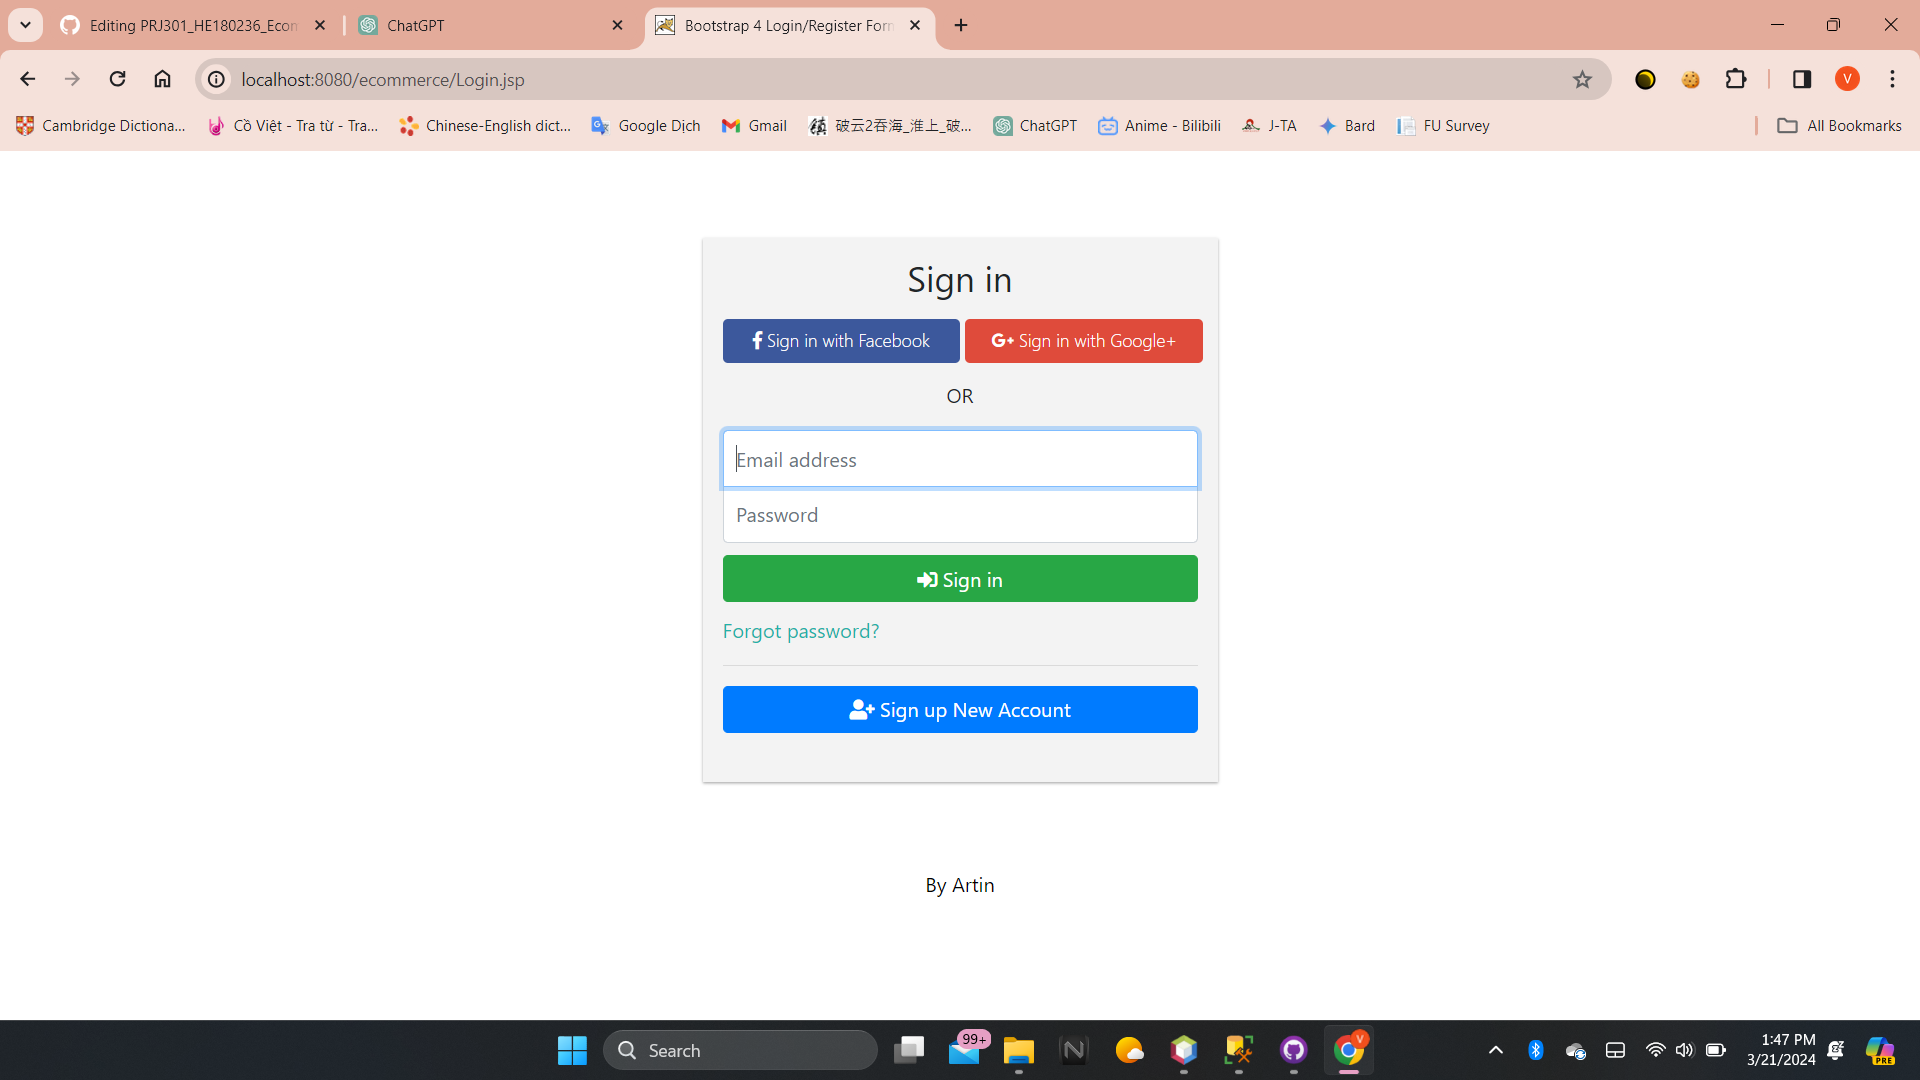 Editing PRJ301_HE180236_Econ
ChatGPT
Bootstrap 4 Login/Register Forn
localhost:8080/ecommerce/Login.jsp
V
Cambridge Dictiona...
Cồ Việt - Tra từ - Tra...
Chinese-English dict...
Google Dịch
Gmail
破云2吞海_淮上_破...
ChatGPT
Anime - Bilibili
J-TA
Bard
FU Survey
All Bookmarks
Sign in
Sign in with Facebook
G+ Sign in with Google+
OR
Email address
Password
Sign in
Forgot password?
Sign up New Account
By Artin
Search
99+
N
V
1:47 PM
3/21/2024
PRE